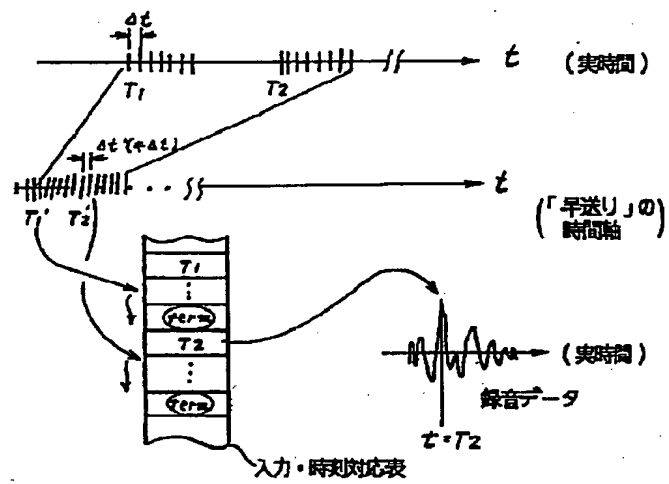 Δt
t (実時間)
T1 T2
Δt'(≠Δt)
t
T1' T2'
(「早送り」の
時間軸)
T1
⋮
term
T2
⋮
term
(実時間)
録音データ
t=T2
入力・時刻対応表